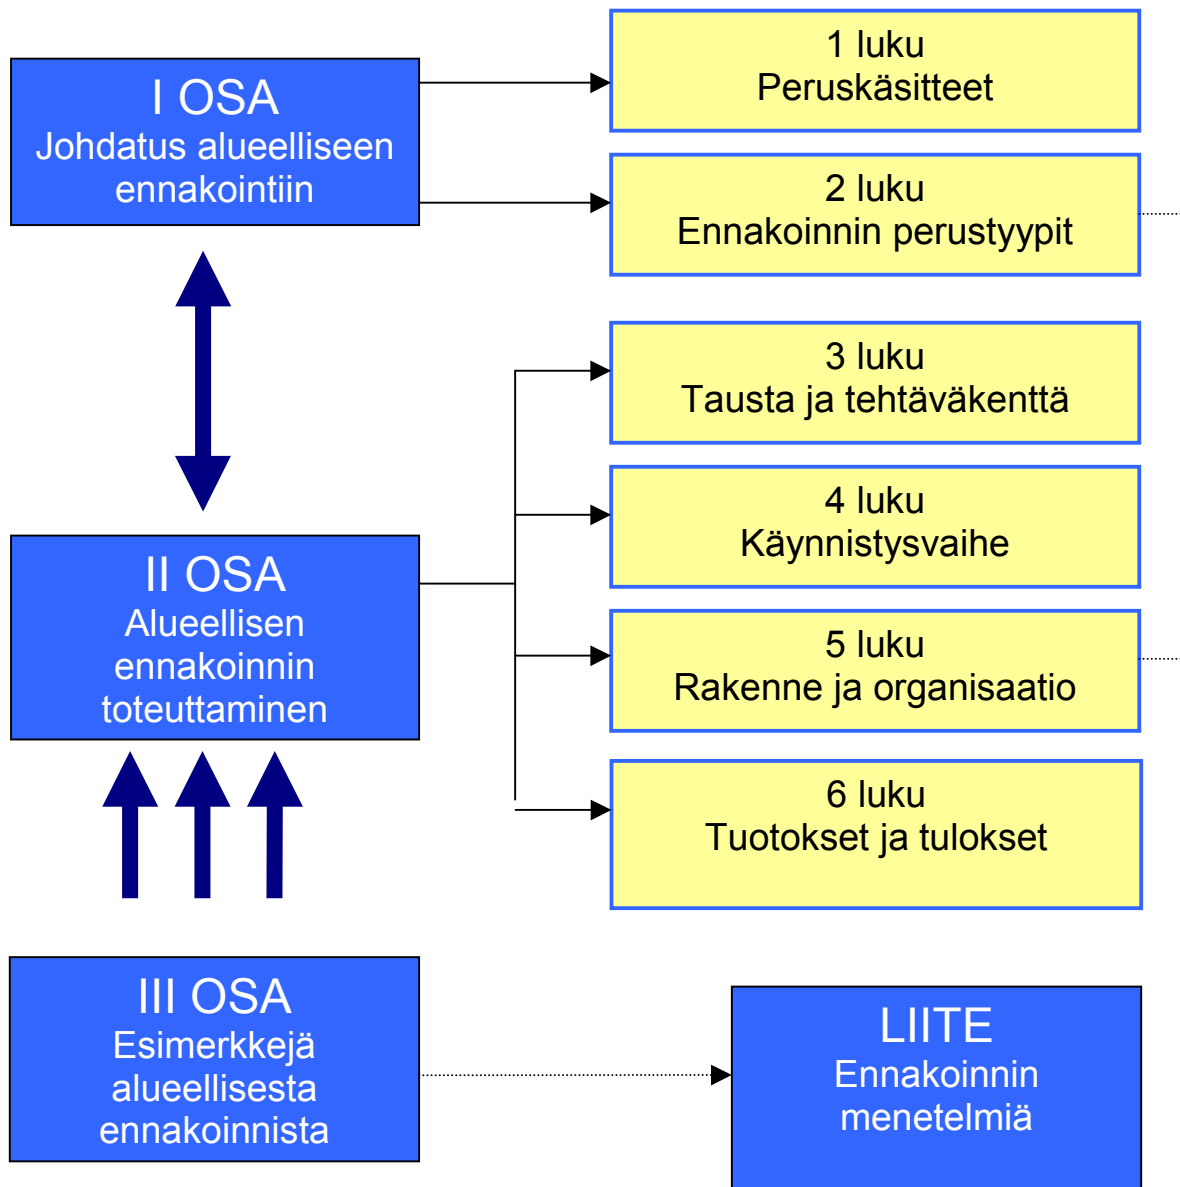 I OSA
Johdatus alueelliseen
ennakointiin
1 luku
Peruskäsitteet
2 luku
Ennakoinnin perustyypit
II OSA
Alueellisen
ennakoinnin
toteuttaminen
3 luku
Tausta ja tehtäväkenttä
4 luku
Käynnistysvaihe
5 luku
Rakenne ja organisaatio
6 luku
Tuotokset ja tulokset
III OSA
Esimerkkejä
alueellisesta
ennakoinnista
LIITE
Ennakoinnin
menetelmiä